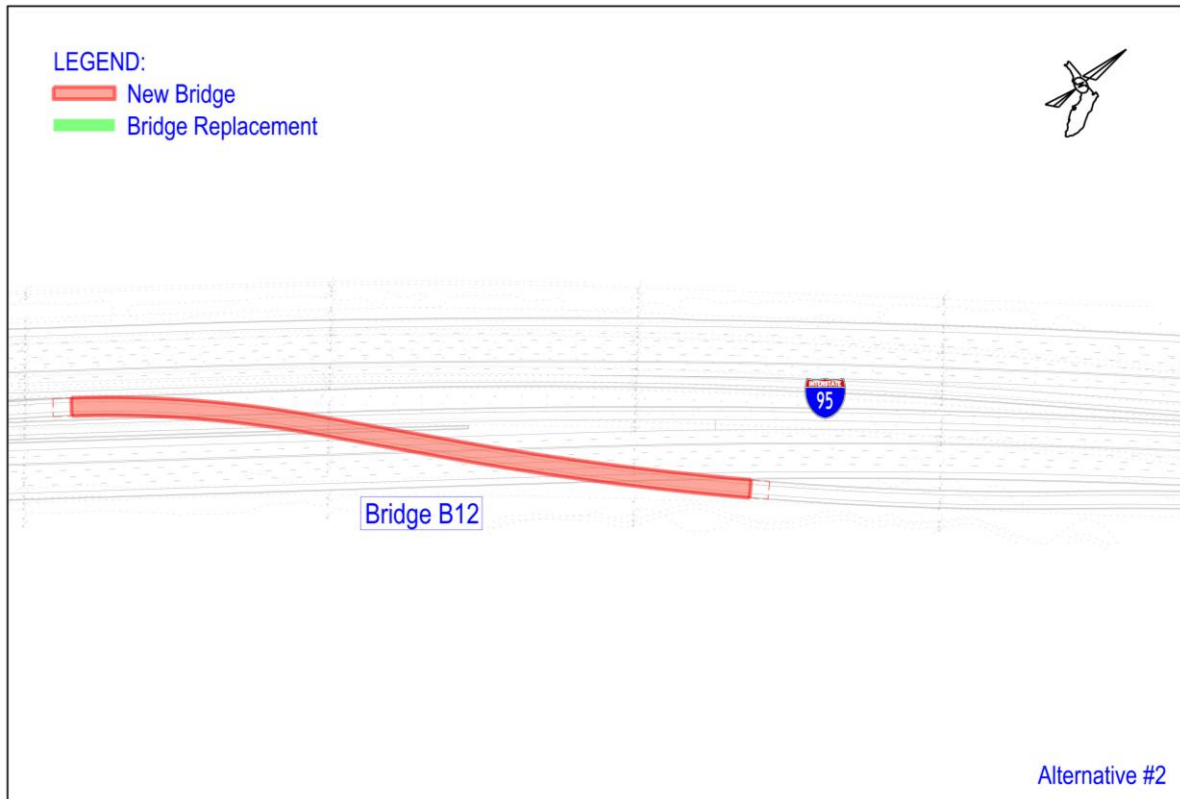 LEGEND:
New Bridge
Bridge Replacement
INTERSTATE
95
Bridge B12
Alternative #2